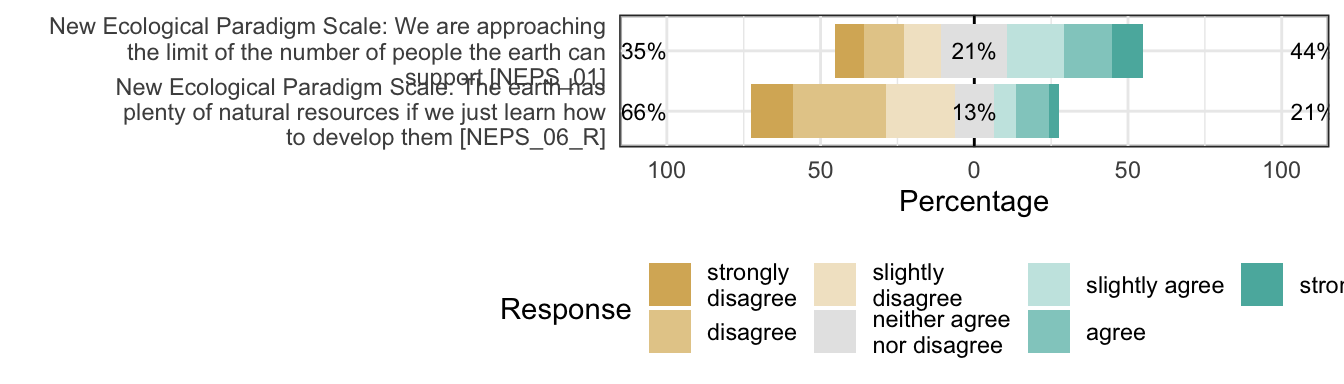 New Ecological Paradigm Scale: We are approaching
the limit of the number of people the earth can
support [NEPS_01]
35%
21%
44%
New Ecological Paradigm Scale: The earth has
plenty of natural resources if we just learn how
to develop them [NEPS_06_R]
66%
13%
21%
100 50 0 50 100
Percentage
Response
strongly
disagree
disagree
slightly
disagree
neither agree
nor disagree
slightly agree
agree